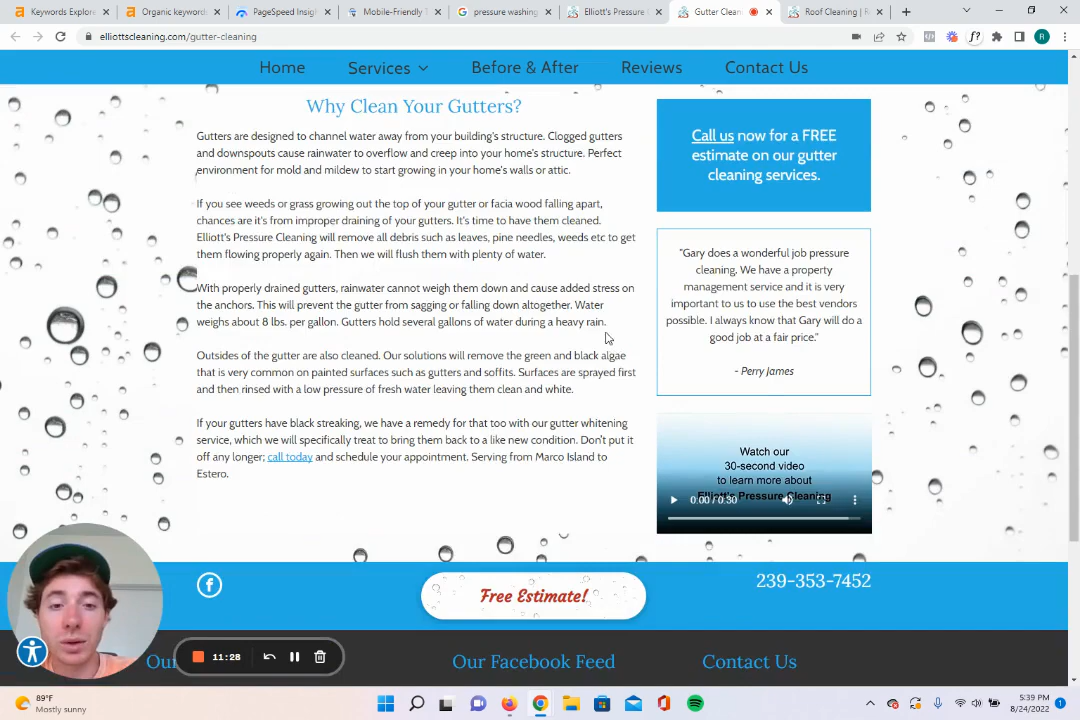 Keywords Explore
Organic keyword
PageSpeed Insig
Mobile-Friendly T
pressure washing
Elliott's Pressure
Gutter Clean
Roof Cleaning | R
elliottscleaning.com/gutter-cleaning
f?
R
Home
Services
Before & After
Reviews
Contact Us
Why Clean Your Gutters?
Gutters are designed to channel water away from your building's structure. Clogged gutters
and downspouts cause rainwater to overflow and creep into your home's structure. Perfect
environment for mold and mildew to start growing in your home's walls or attic.
If you see weeds or grass growing out the top of your gutter or facia wood falling apart,
chances are it's from improper draining of your gutters. It's time to have them cleaned.
Elliott's Pressure Cleaning will remove all debris such as leaves, pine needles, weeds etc to get
them flowing properly again. Then we will flush them with plenty of water.
With properly drained gutters, rainwater cannot weigh them down and cause added stress on
the anchors. This will prevent the gutter from sagging or falling down altogether. Water
weighs about 8 lbs. per gallon. Gutters hold several gallons of water during a heavy rain.
Outsides of the gutter are also cleaned. Our solutions will remove the green and black algae
that is very common on painted surfaces such as gutters and soffits. Surfaces are sprayed first
and then rinsed with a low pressure of fresh water leaving them clean and white.
If your gutters have black streaking, we have a remedy for that too with our gutter whitening
service, which we will specifically treat to bring them back to a like new condition. Don't put it
off any longer; call today and schedule your appointment. Serving from Marco Island to
Estero.
Call us now for a FREE
estimate on our gutter
cleaning services.
"Gary does a wonderful job pressure
cleaning. We have a property
management service and it is very
important to us to use the best vendors
possible. I always know that Gary will do a
good job at a fair price."
- Perry James
Watch our
30-second video
to learn more about
Elliott's Pressure Cleaning
0:00 / 0:30
Free Estimate!
239-353-7452
11:28
Our
Our Facebook Feed
Contact Us
89°F
Mostly sunny
5:39 PM
8/24/2022